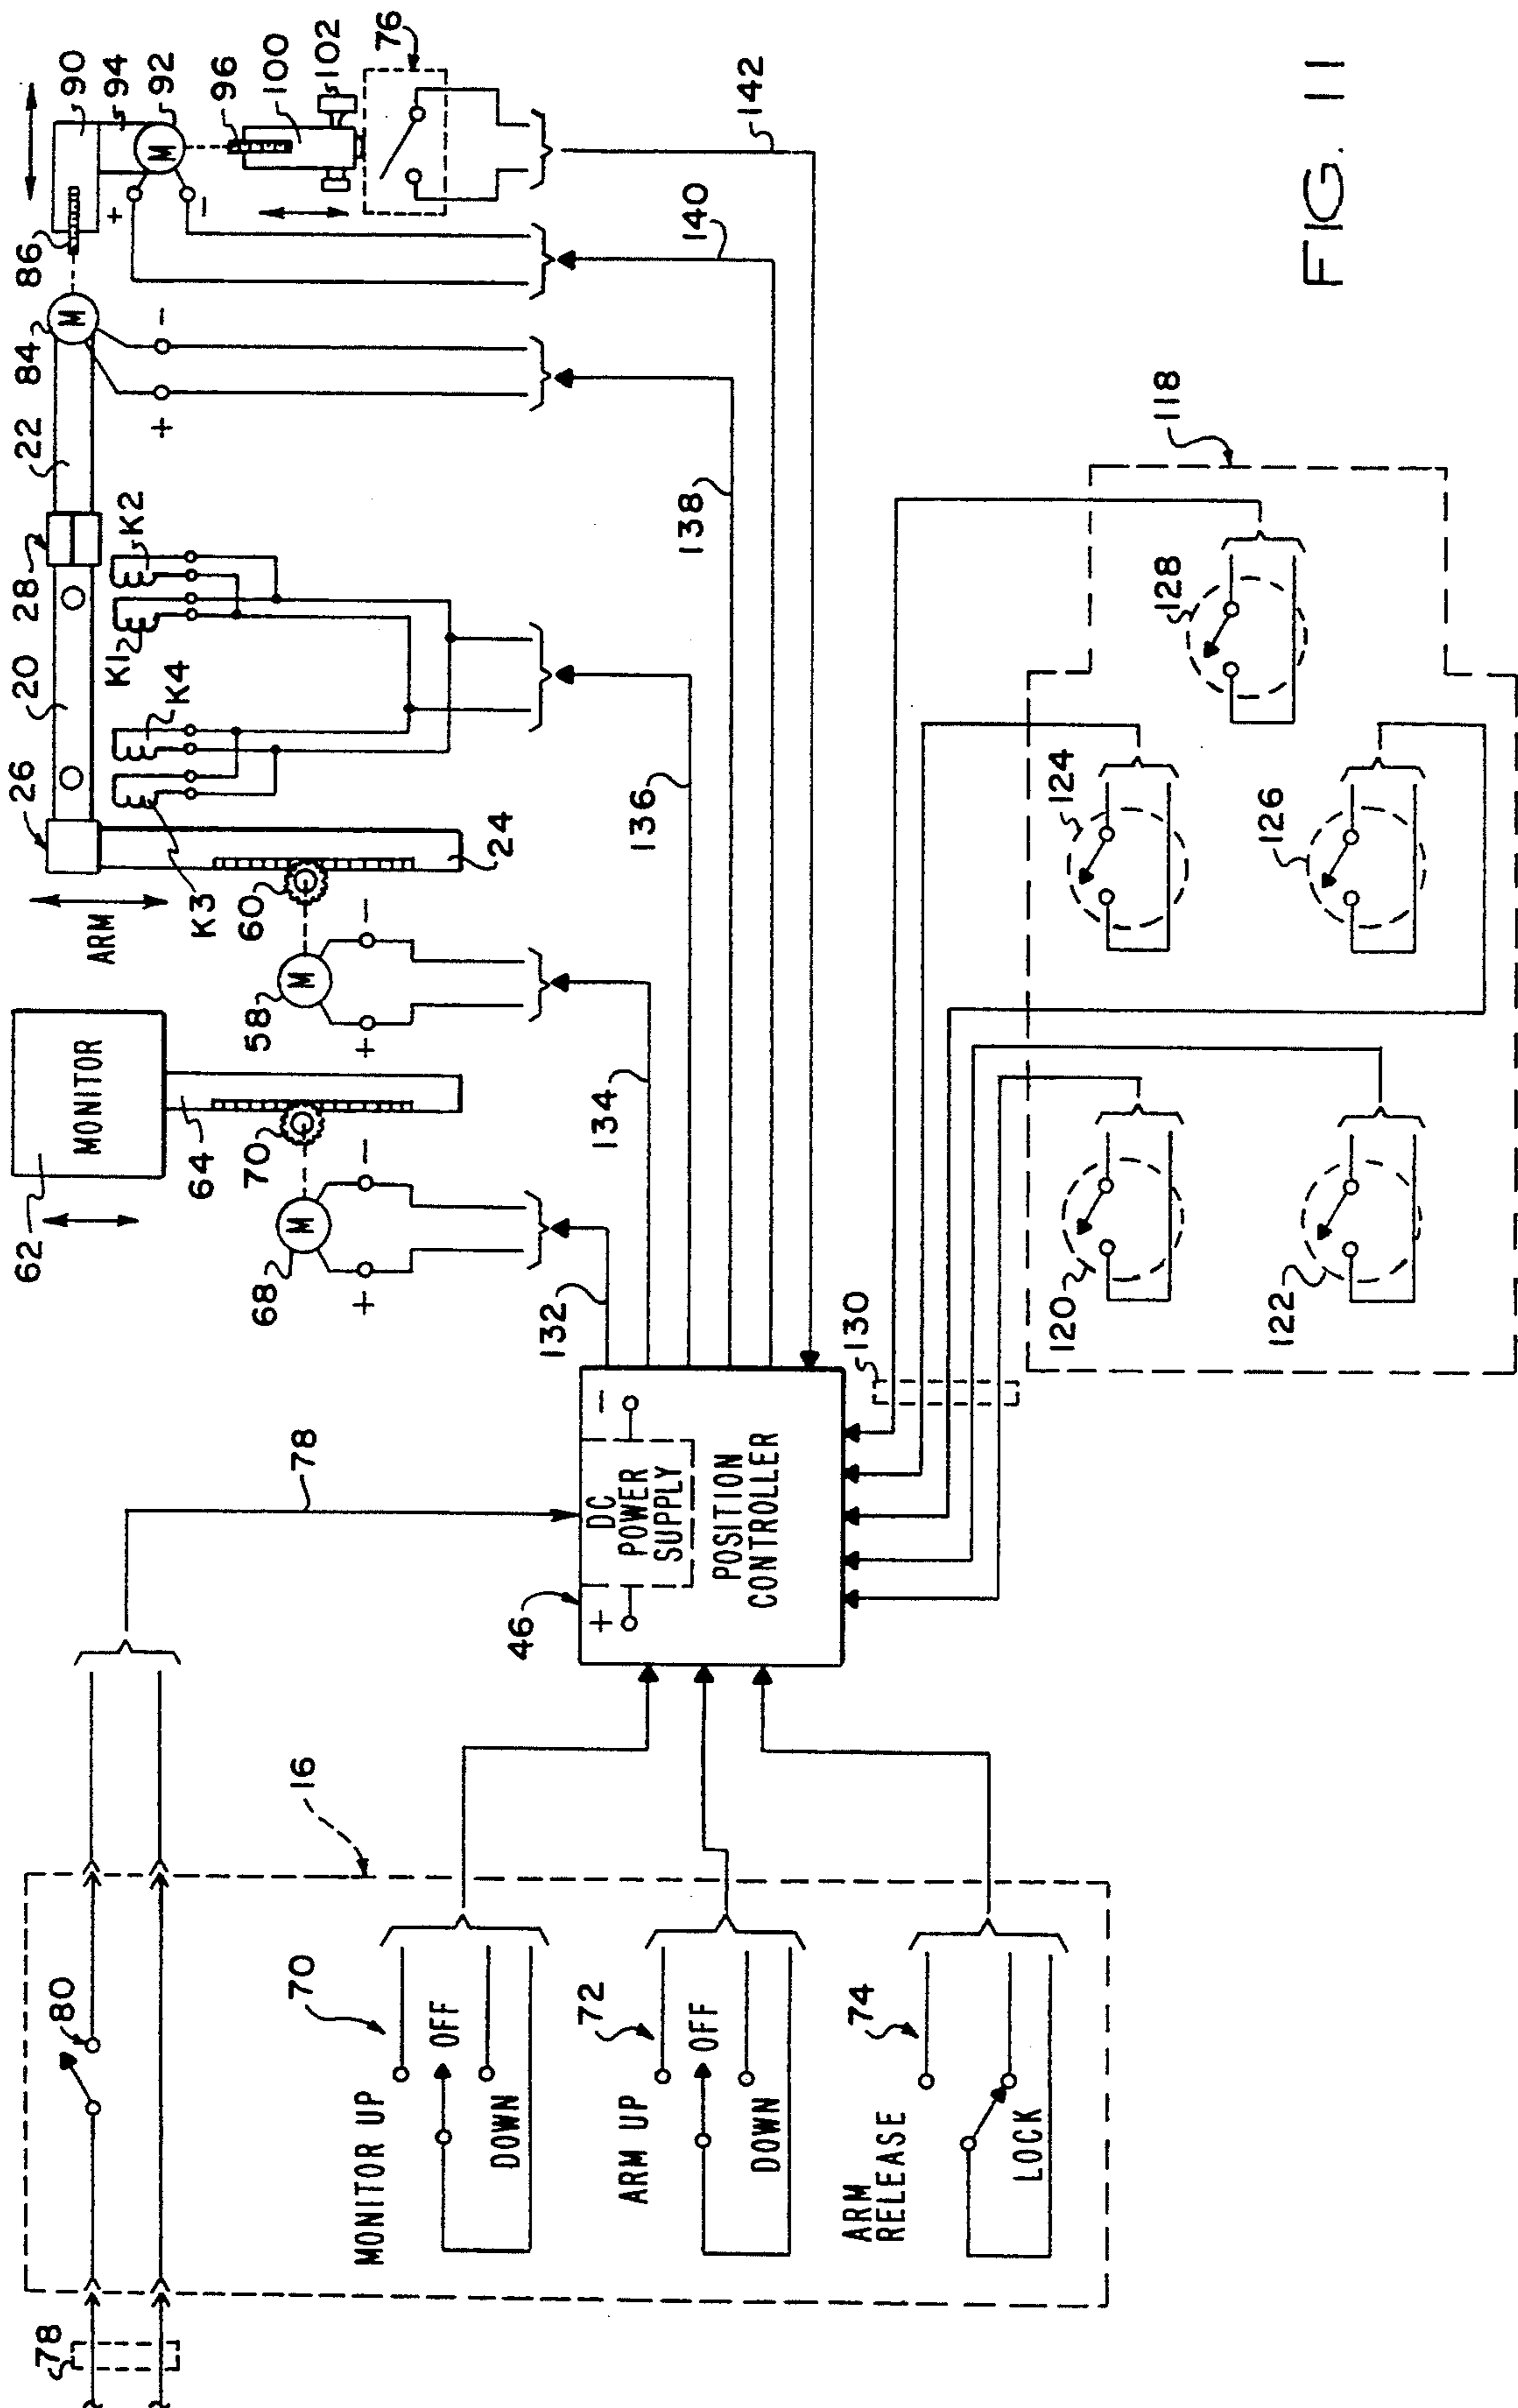 78
80
16
MONITOR UP
70
OFF
DOWN
ARM UP
72
OFF
DOWN
ARM
RELEASE
74
LOCK
78
46
+
-
DC
POWER
SUPPLY
POSITION
CONTROLLER
62
MONITOR
64
70
68
M
+
-
132
ARM
26
20
28
22
84
86
90
94
92
96
100
102
76
K3
K4
K1
K2
24
60
58
M
+
-
134
136
M
+
-
138
M
+
-
140
142
130
118
120
122
124
126
128
FIG. 11